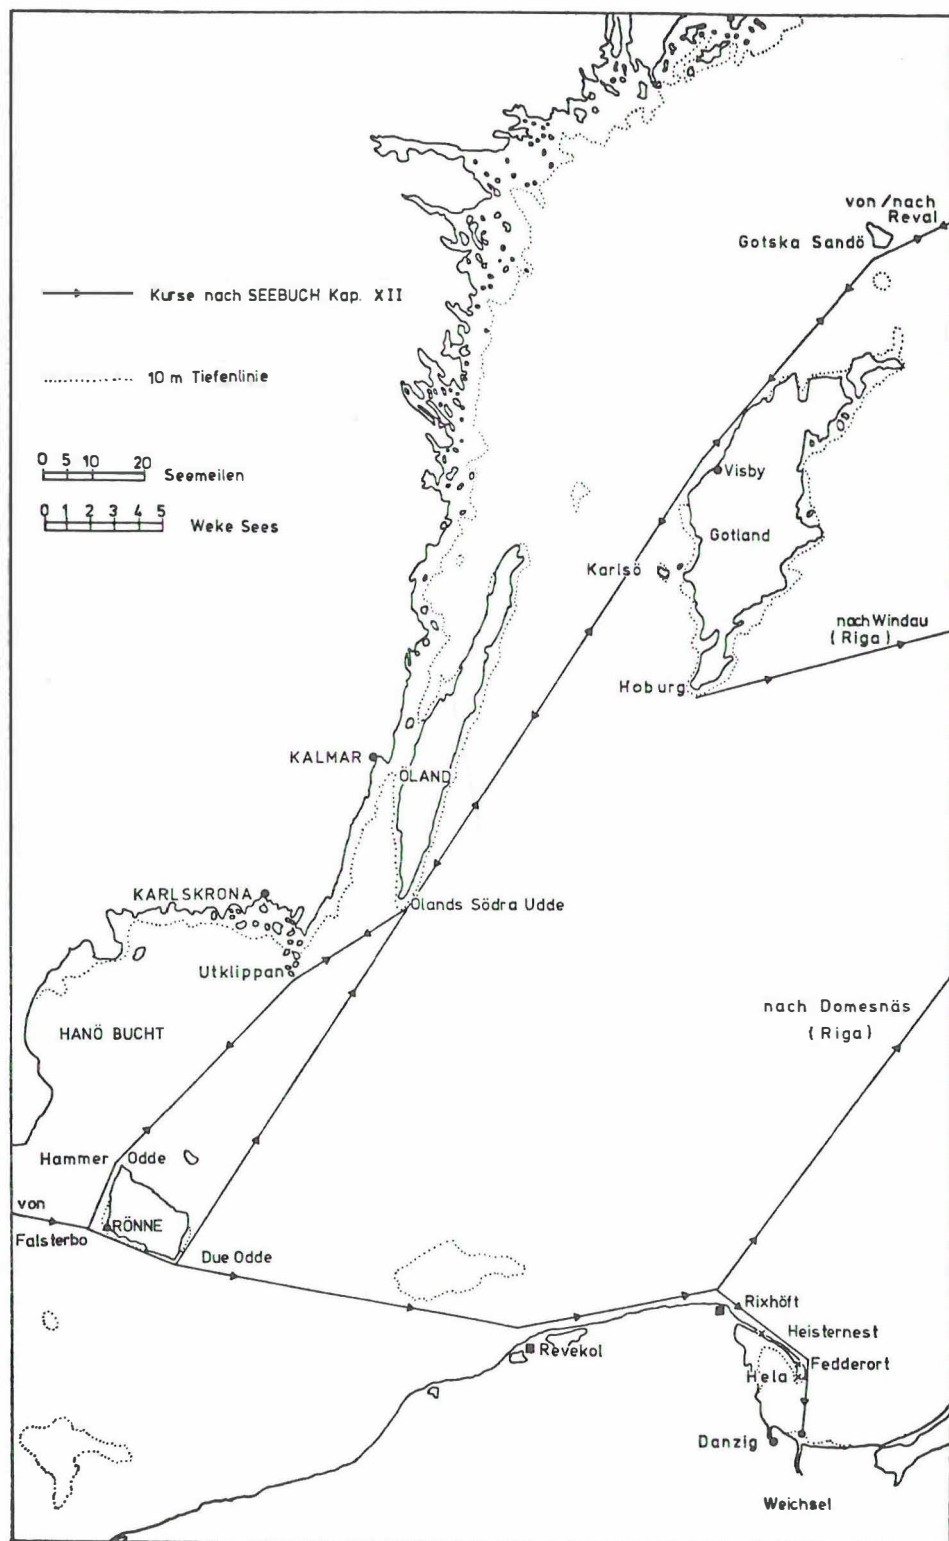 von/nach
Reval
Gotska Sandö
Kurse nach SEEBUCH Kap. XII
10 m Tiefenlinie
0 5 10 20
Seemeilen
0 1 2 3 4 5
Weke Sees
Visby
Gotland
Karlsö
nach Windau
(Riga)
Hoburg
KALMAR
ÖLAND
KARLSKRONA
Ölands Södra Udde
Utklippan
HANÖ BUCHT
nach Domesnäs
(Riga)
Hammer Odde
von
Falsterbo
RÖNNE
Due Odde
Rixhöft
Heisternest
Revekol
Fedderort
Hela
Danzig
Weichsel